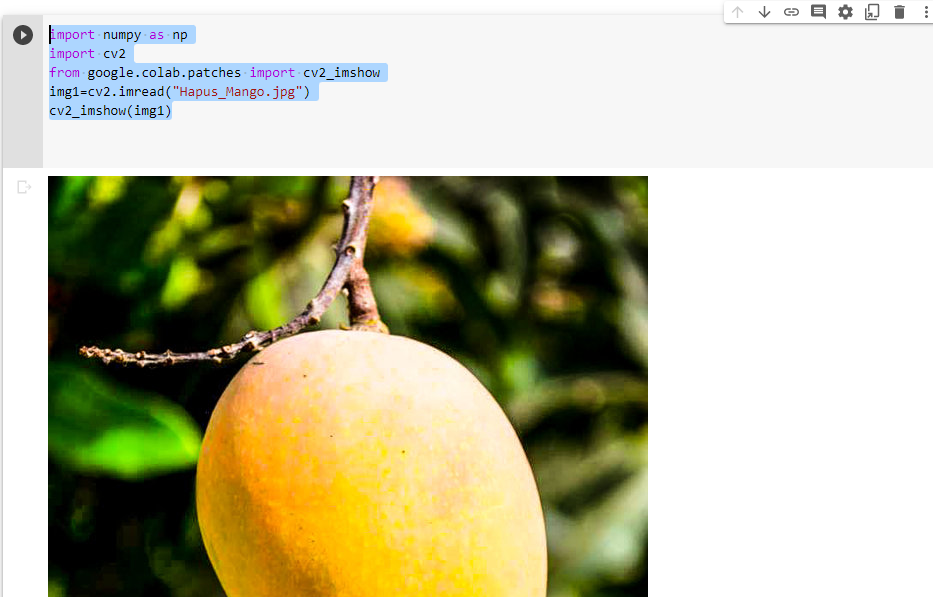 import numpy as np
import cv2
from google.colab.patches import cv2_imshow
img1=cv2.imread("Hapus_Mango.jpg")
cv2_imshow(img1)